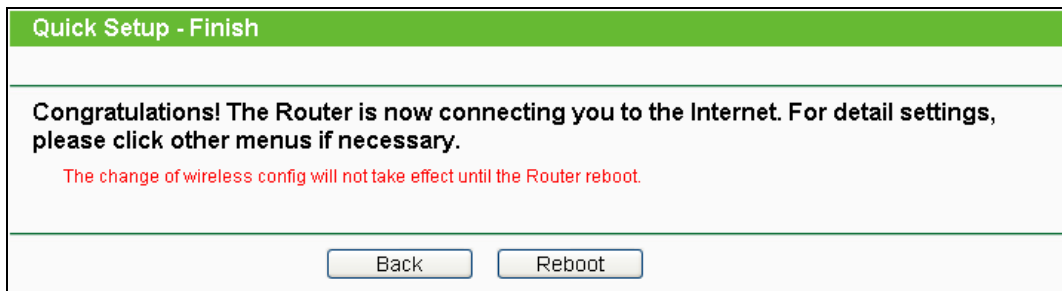 Quick Setup - Finish
Congratulations! The Router is now connecting you to the Internet. For detail settings,
please click other menus if necessary.
The change of wireless config will not take effect until the Router reboot.
Back Reboot